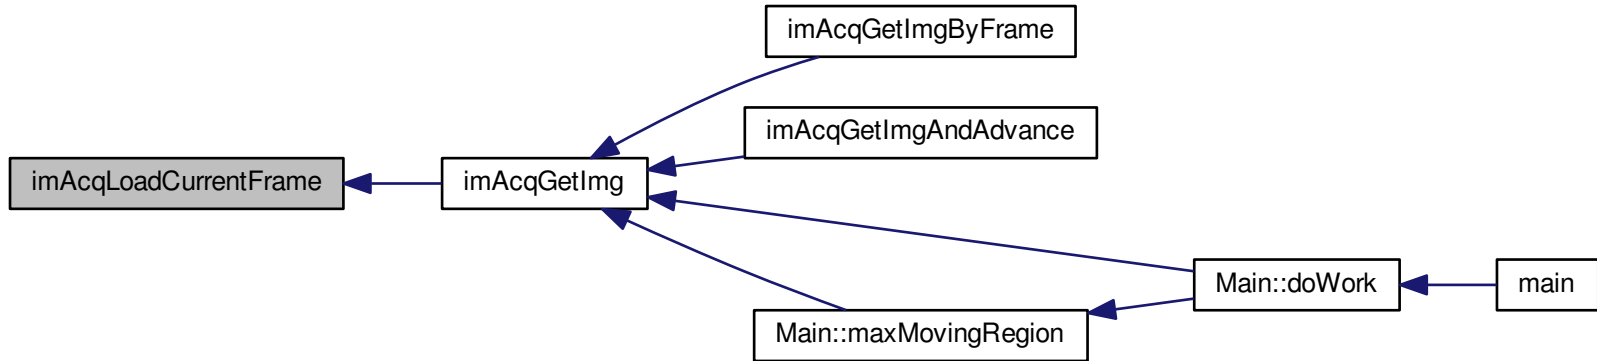 imAcqGetImgByFrame
imAcqGetImgAndAdvance
imAcqLoadCurrentFrame
imAcqGetImg
Main::doWork
main
Main::maxMovingRegion